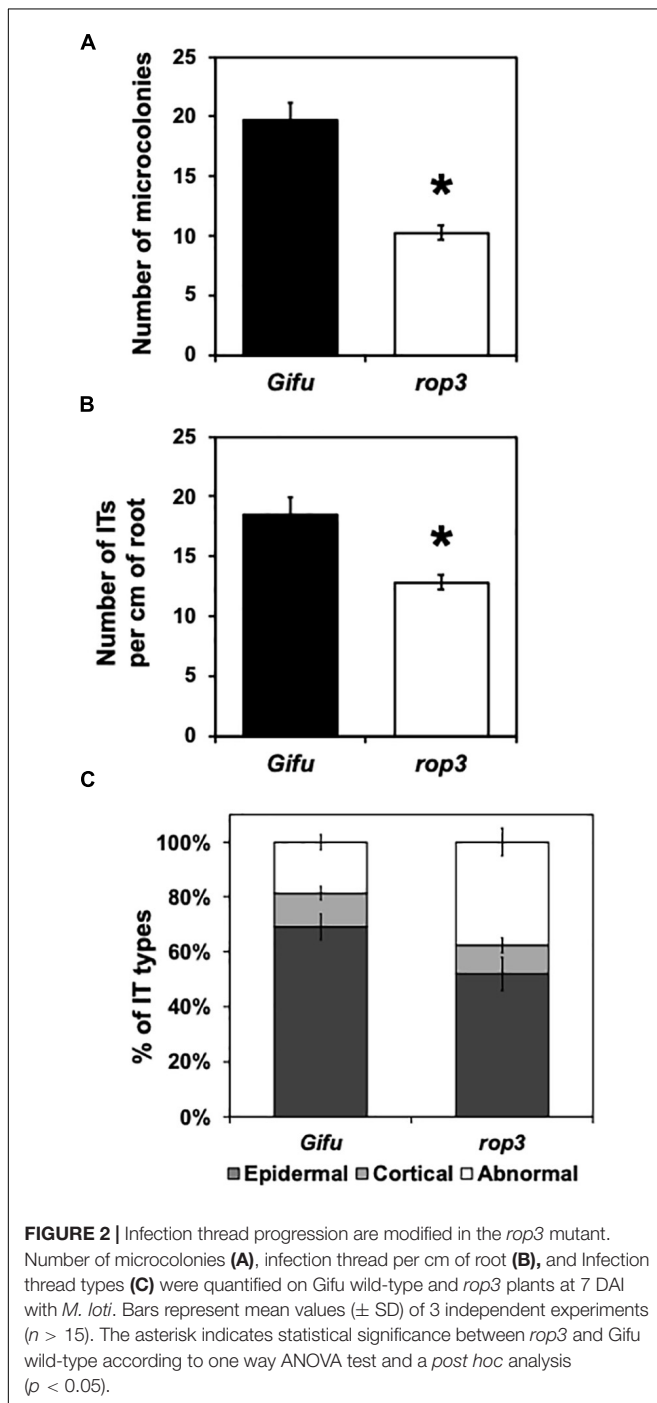 A
Number of microcolonies
25
20
15
10
5
0
*
Gifu rop3
B
Number of ITs
per cm of root
25
20
15
10
5
0
*
Gifu rop3
C
% of IT types
100%
80%
60%
40%
20%
0%
Gifu rop3
Epidermal Cortical Abnormal
FIGURE 2 | Infection thread progression are modified in the rop3 mutant.
Number of microcolonies (A), infection thread per cm of root (B), and Infection
thread types (C) were quantified on Gifu wild-type and rop3 plants at 7 DAI
with M. loti. Bars represent mean values (± SD) of 3 independent experiments
(n > 15). The asterisk indicates statistical significance between rop3 and Gifu
wild-type according to one way ANOVA test and a post hoc analysis
(p < 0.05).